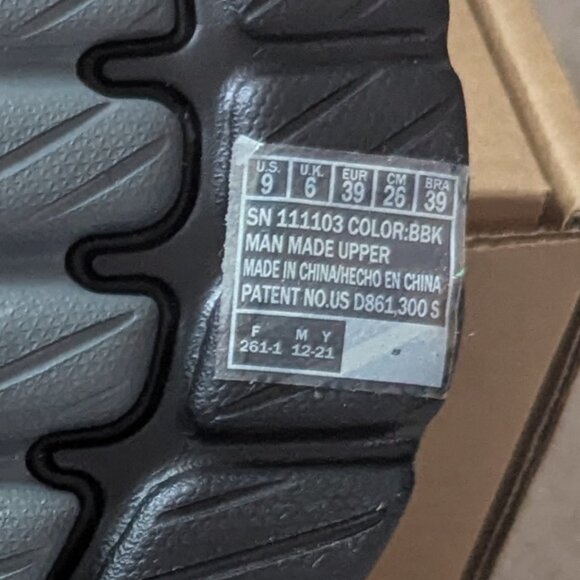 U.S. U.K. EUR CM BRA
9 6 39 26 39
SN 111103 COLOR:BBK
MAN MADE UPPER
MADE IN CHINA/HECHO EN CHINA
PATENT NO.US D861,300 S
F M Y
261-1 12-21